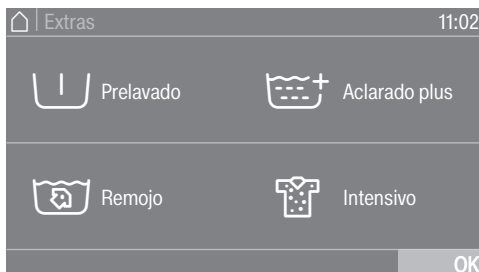 Extras 11:02
Prelavado Aclarado plus
Remojo Intensivo
OK